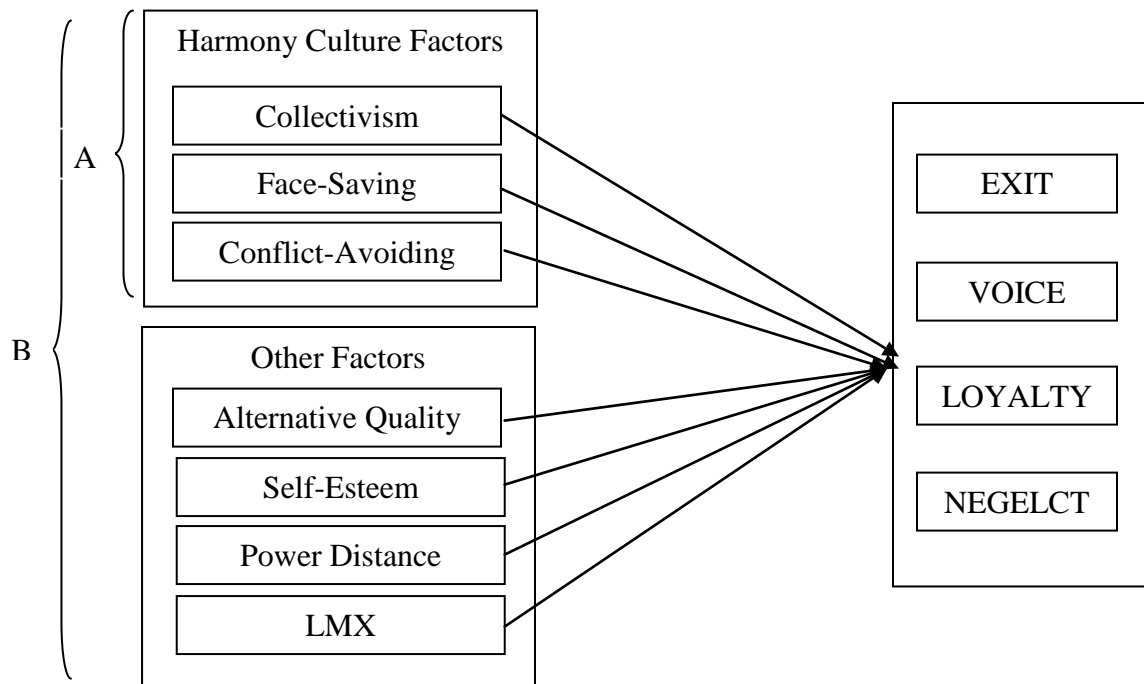 Harmony Culture Factors
Collectivism
Face-Saving
Conflict-Avoiding
A
B
Other Factors
Alternative Quality
Self-Esteem
Power Distance
LMX
EXIT
VOICE
LOYALTY
NEGELCT